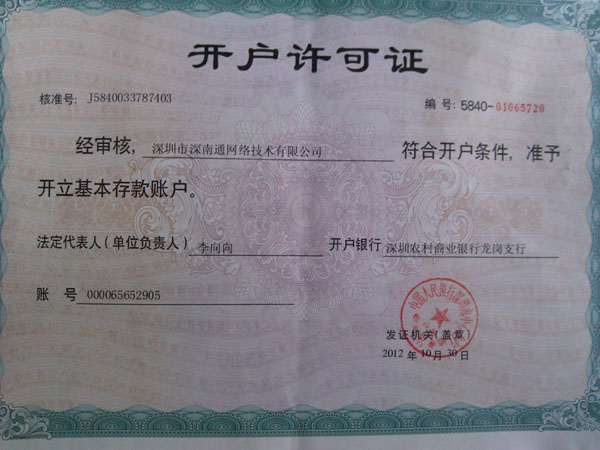 开户许可证
核准号: J5840033787403 编号: 5840-01065720
经审核, 深圳市深南通网络技术有限公司 符合开户条件, 准予
开立基本存款账户。
法定代表人(单位负责人) 李向向 开户银行 深圳农村商业银行龙岗支行
账 号 000065652905
发证机关(盖章)
2012 年 10 月 30 日